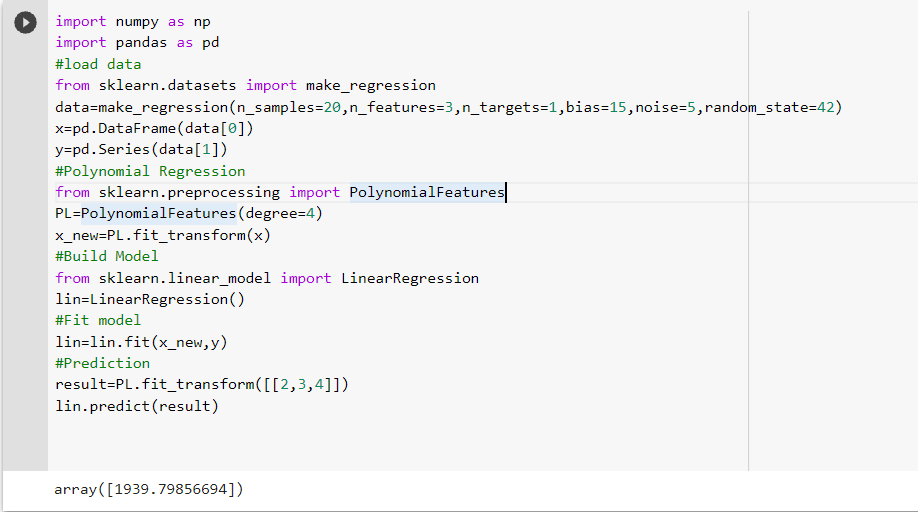 import numpy as np
import pandas as pd
#load data
from sklearn.datasets import make_regression
data=make_regression(n_samples=20,n_features=3,n_targets=1,bias=15,noise=5,random_state=42)
x=pd.DataFrame(data[0])
y=pd.Series(data[1])
#Polynomial Regression
from sklearn.preprocessing import PolynomialFeatures
PL=PolynomialFeatures(degree=4)
x_new=PL.fit_transform(x)
#Build Model
from sklearn.linear_model import LinearRegression
lin=LinearRegression()
#Fit model
lin=lin.fit(x_new,y)
#Prediction
result=PL.fit_transform([[2,3,4]])
lin.predict(result)
array([1939.79856694])